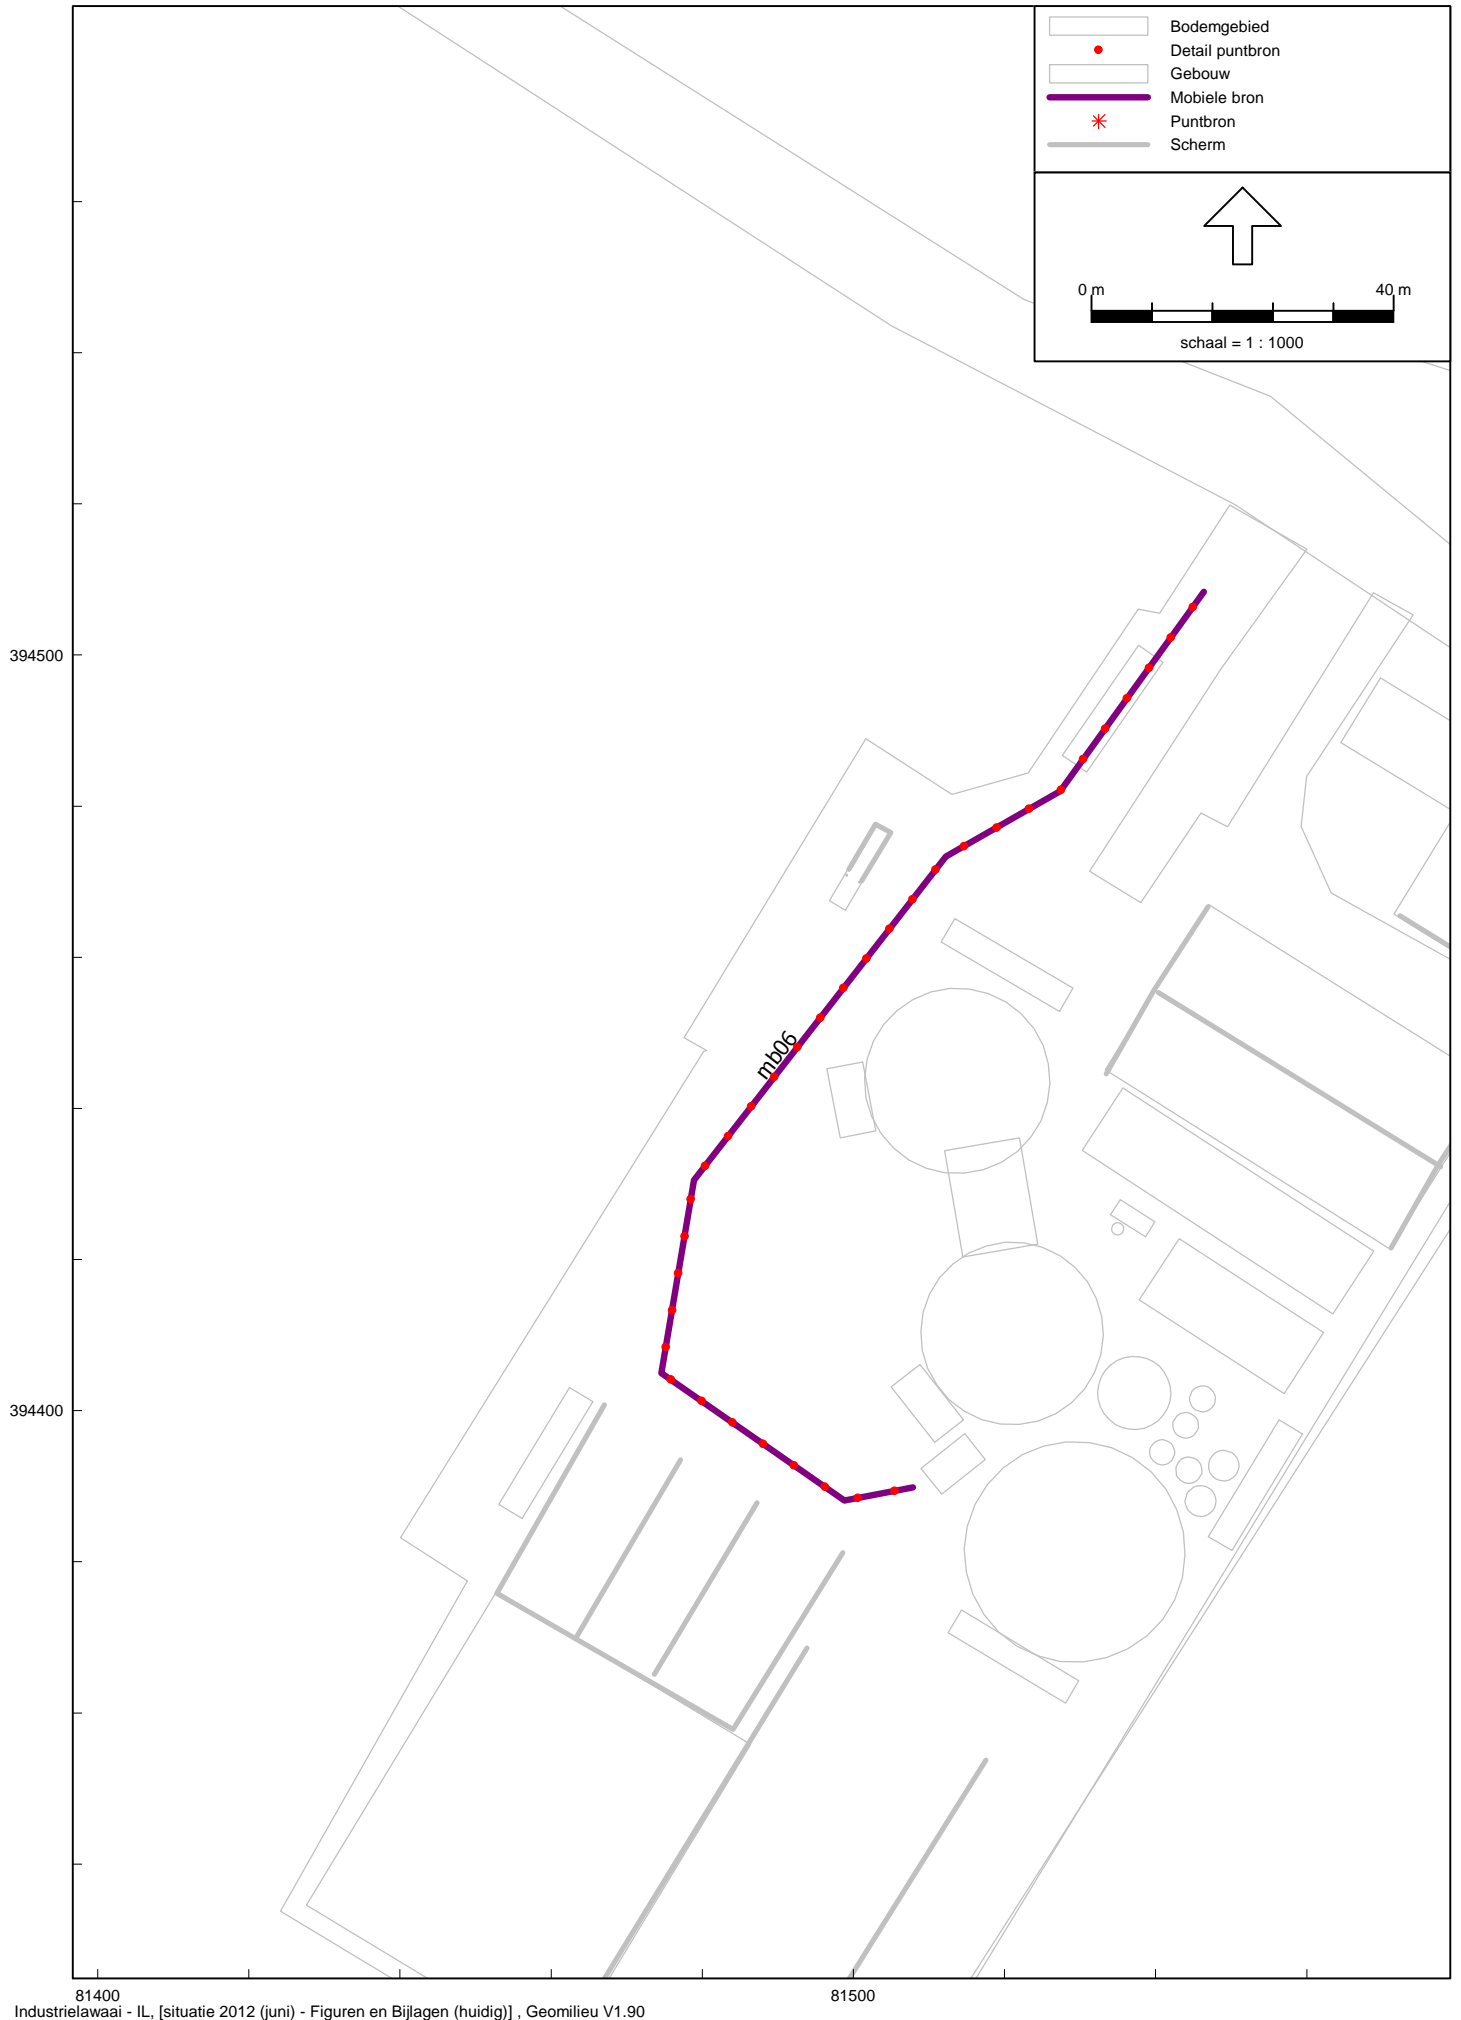 Bodemgebied
Detail puntbron
Gebouw
Mobiele bron
Puntbron
Scherm
0 m 40 m
schaal = 1 : 1000
394500
mb06
394400
81400 81500
Industrielawaai - IL, [situatie 2012 (juni) - Figuren en Bijlagen (huidig)] , Geomilieu V1.90